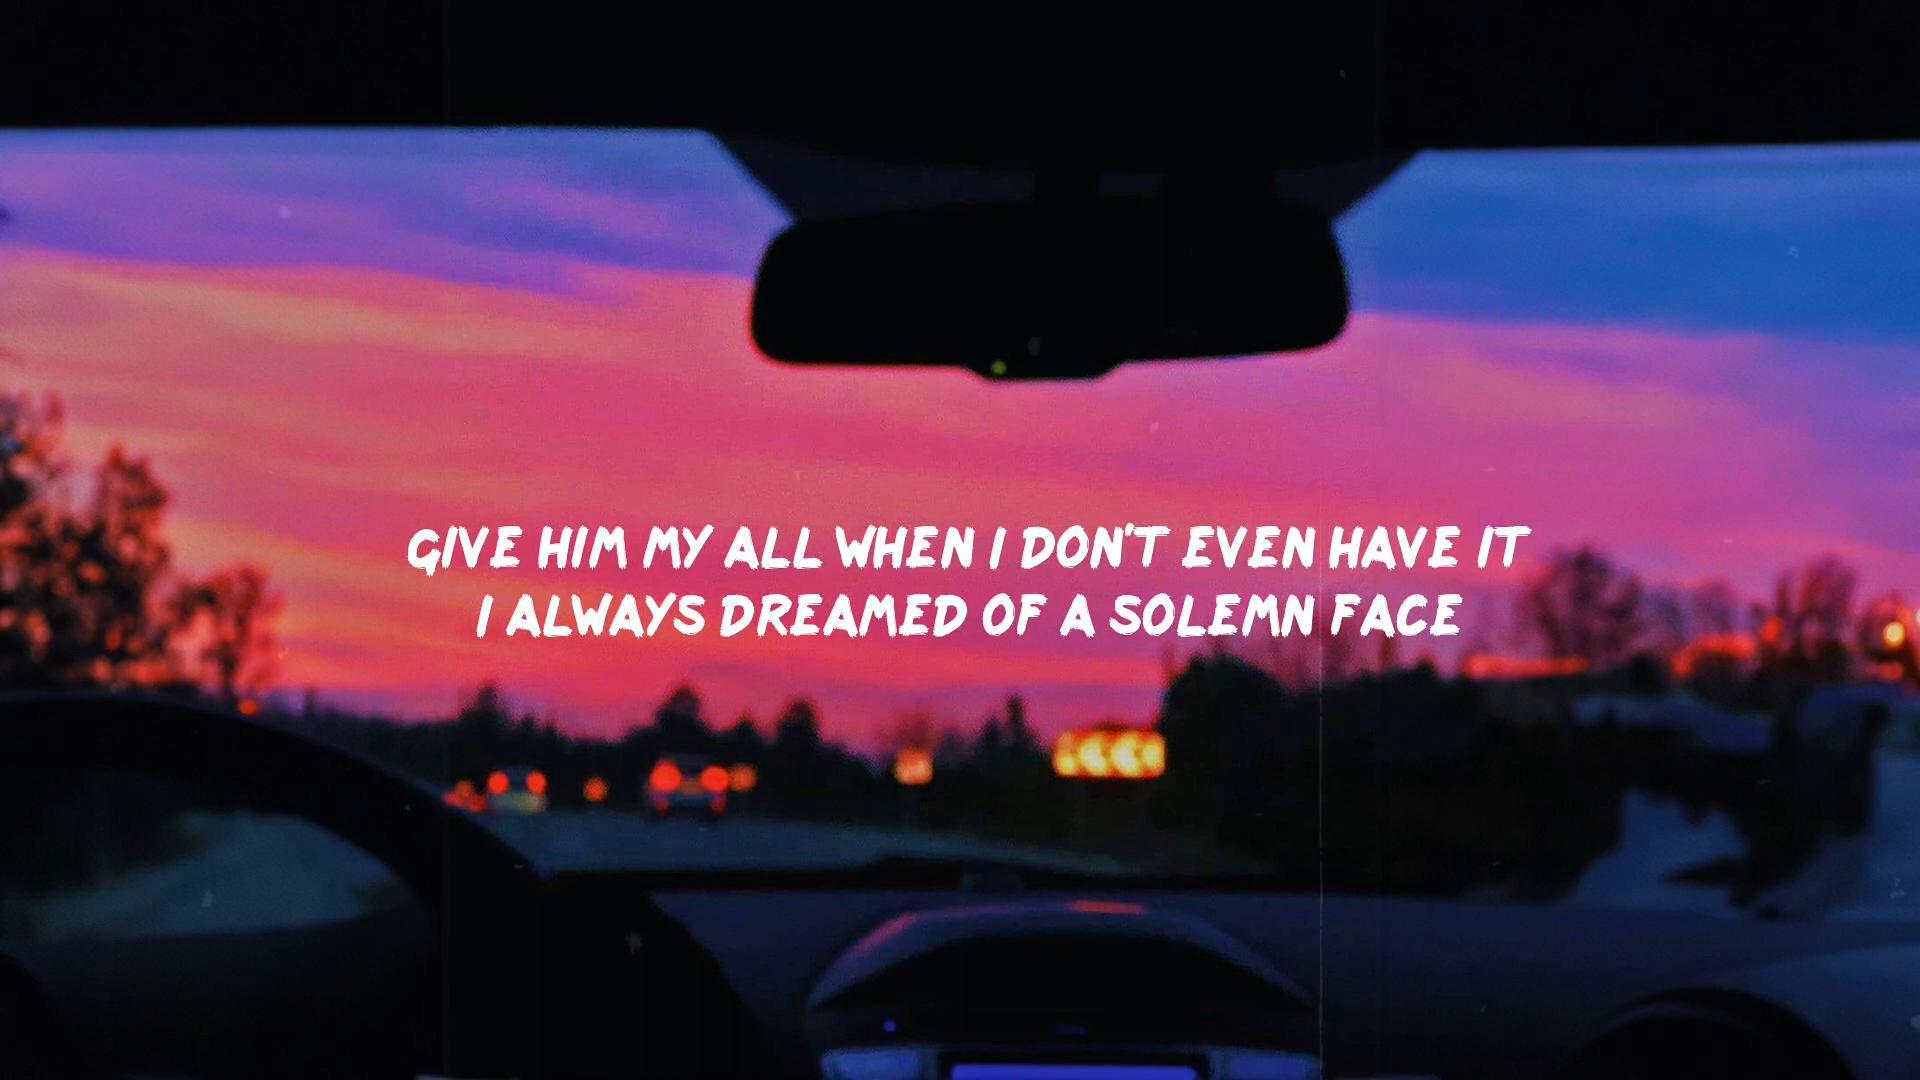 GIVE HIM MY ALL WHEN I DON'T EVEN HAVE IT
I ALWAYS DREAMED OF A SOLEMN FACE